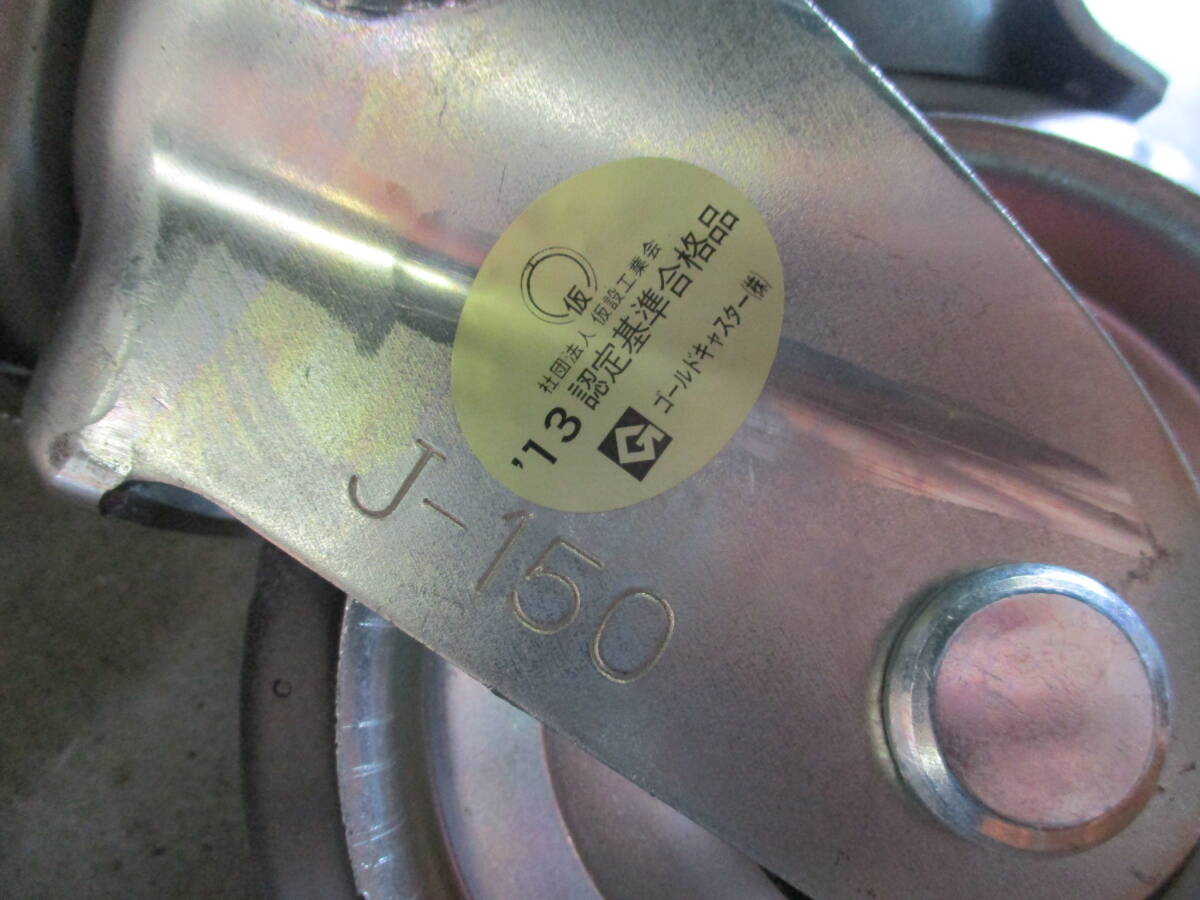 仮
社団法人 仮設工業会
'13 認定基準合格品
ゴールドキャスター㈱
J-150